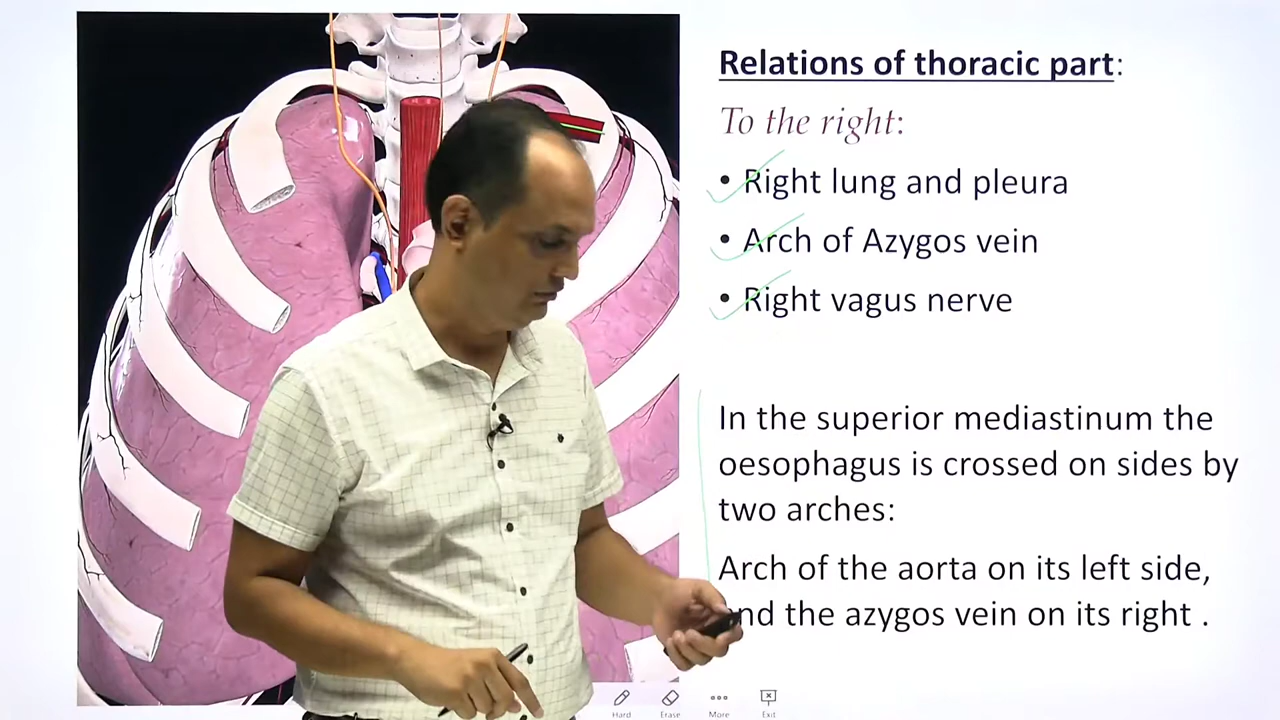 Relations of thoracic part:
To the right:
• Right lung and pleura
• Arch of Azygos vein
• Right vagus nerve
In the superior mediastinum the
oesophagus is crossed on sides by
two arches:
Arch of the aorta on its left side,
and the azygos vein on its right .
Hard Erase More Exit